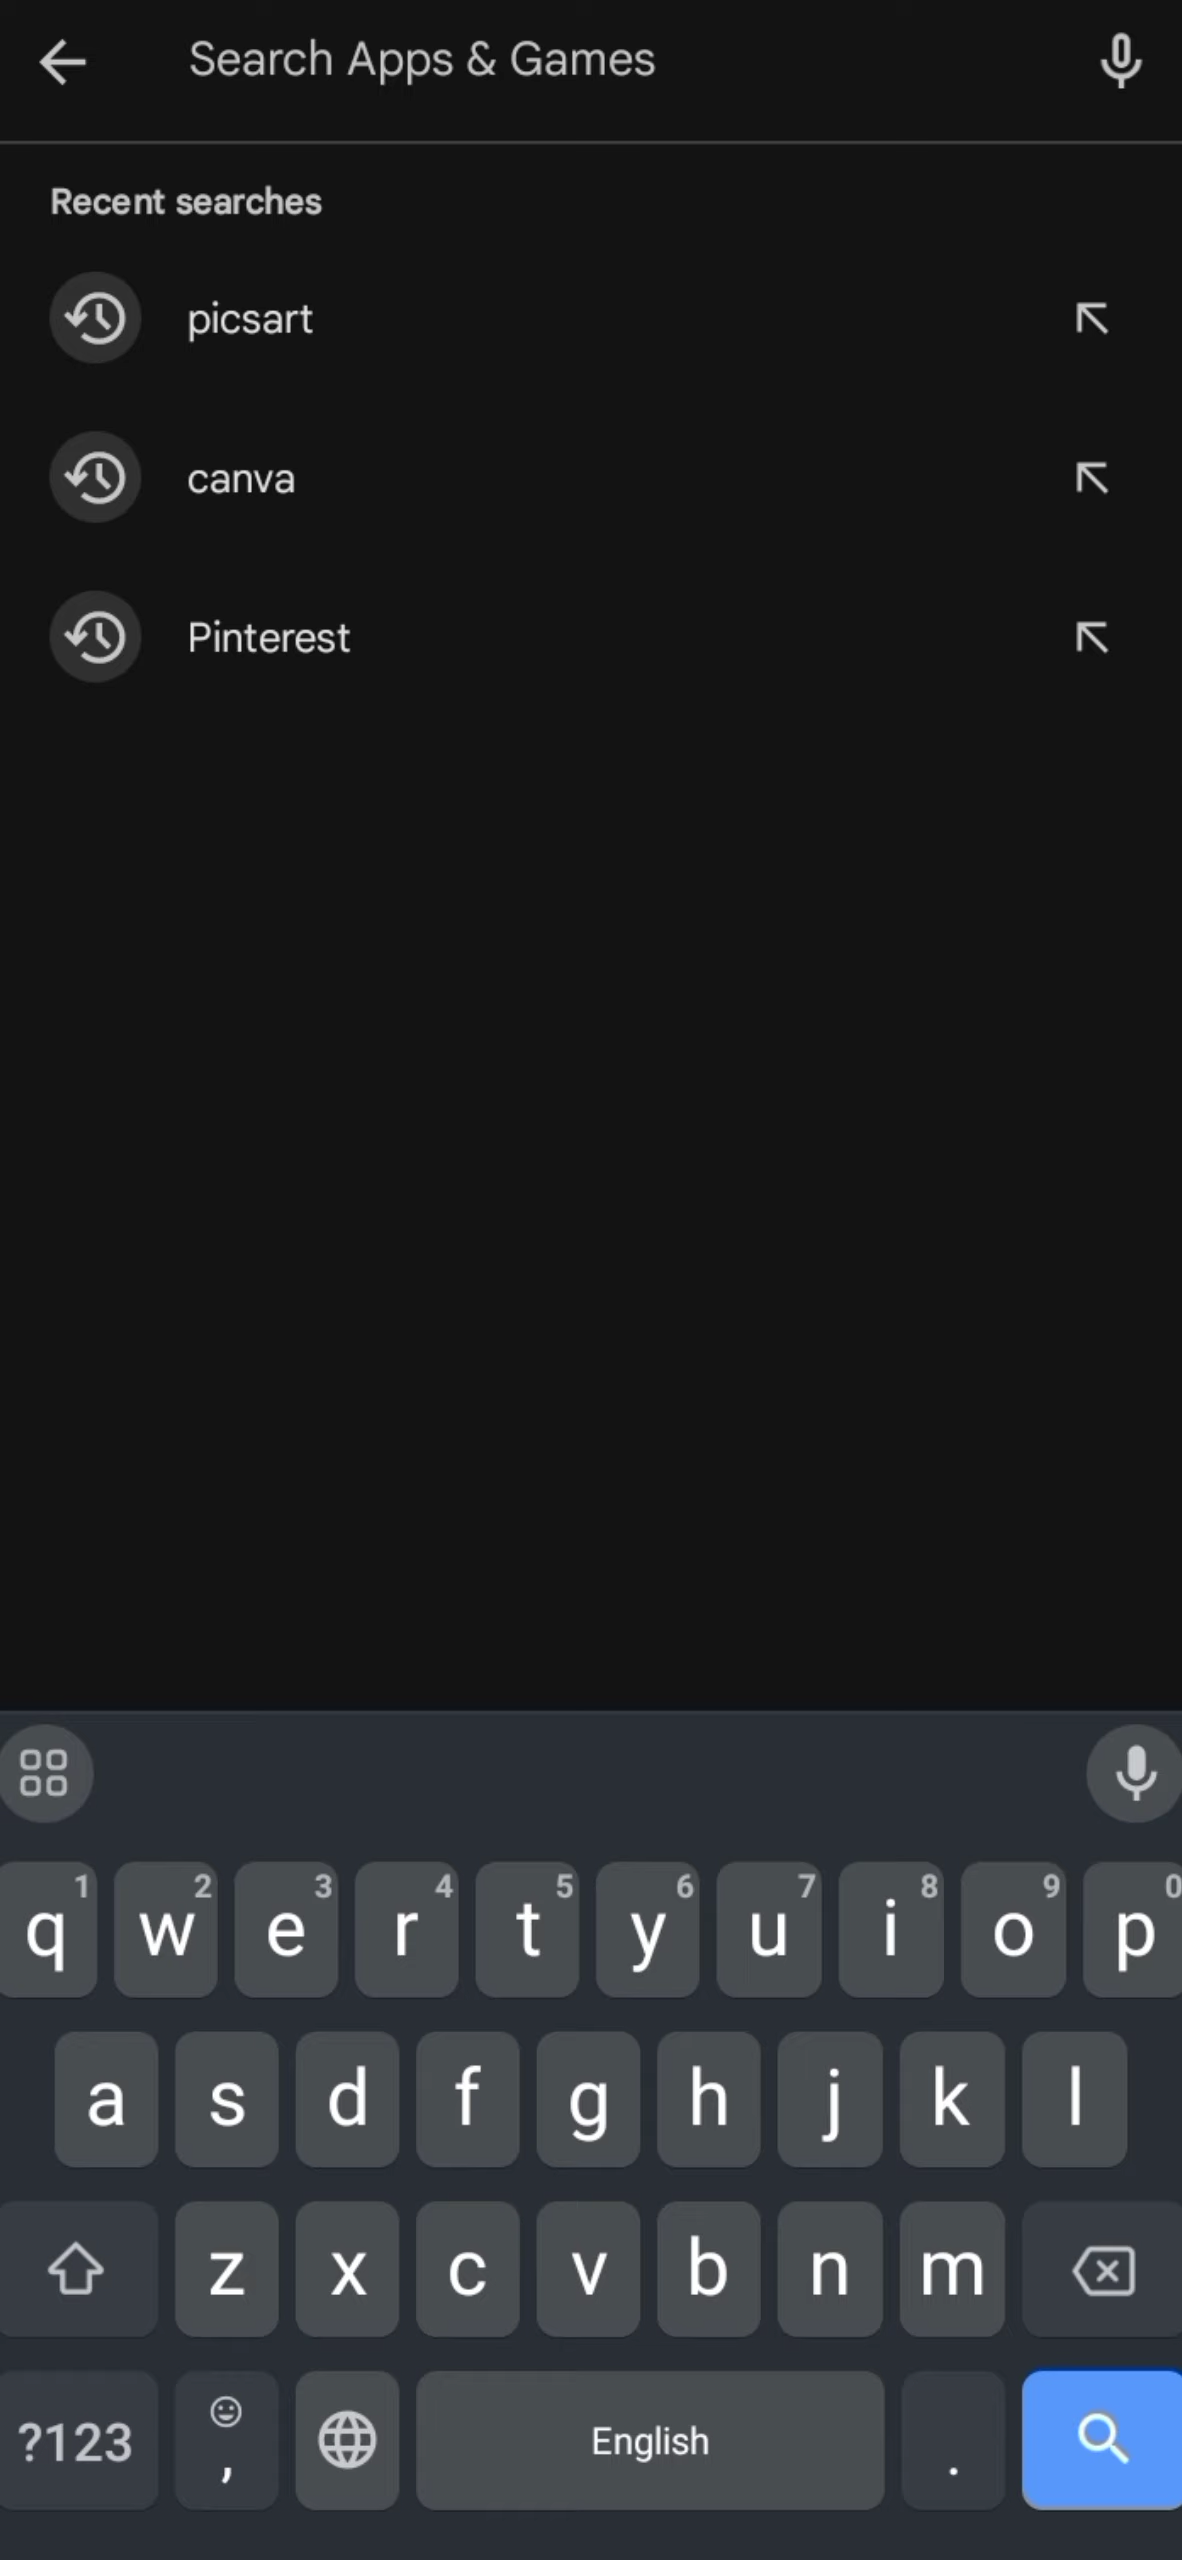 Search Apps & Games
Recent searches
picsart
canva
Pinterest
q 1 w 2 e 3 r 4 t 5 y 6 u 7 i 8 o 9 p 0
a s d f g h j k l
z x c v b n m
?123 , English .